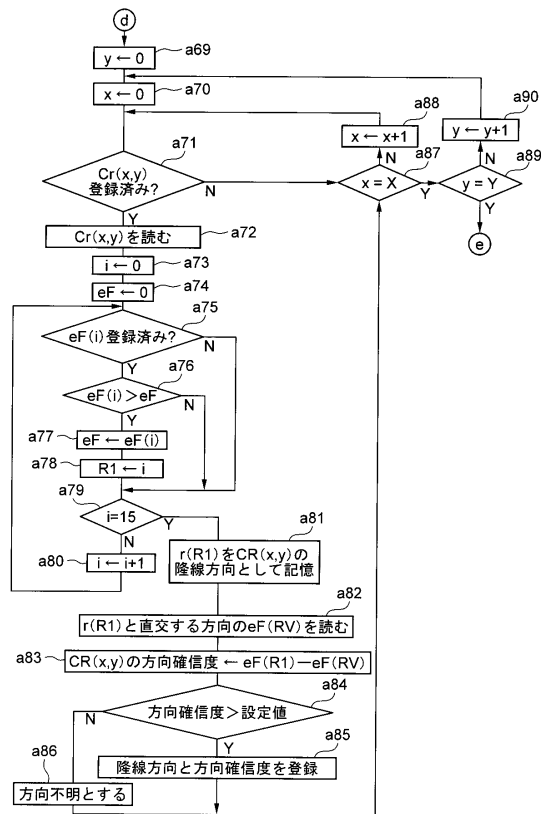 d
y ← 0
a69
x ← 0
a70
a71
Cr(x,y)
登録済み?
N
Y
Cr(x,y)を読む
a72
i ← 0
a73
eF ← 0
a74
a75
eF(i)登録済み?
N
Y
a76
eF(i)>eF
N
Y
a77
eF ← eF(i)
a78
R1 ← i
a79
i=15
Y
N
a80
i ← i+1
a81
r(R1)をCR(x,y)の
隆線方向として記憶
a82
r(R1)と直交する方向のeF(RV)を読む
a83
CR(x,y)の方向確信度 ← eF(R1)―eF(RV)
a84
方向確信度>設定値
N
Y
a85
隆線方向と方向確信度を登録
a86
方向不明とする
a88
x ← x+1
a87
N
x = X
Y
a90
y ← y+1
a89
N
y = Y
Y
e